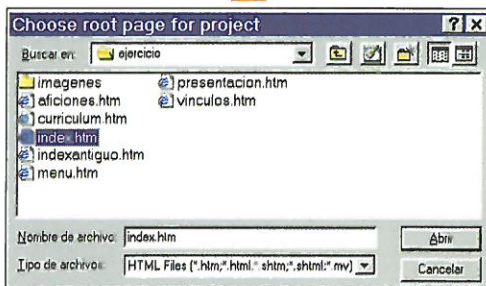 Choose root page for project
Buscar en: ejercicio
imagenes
aficiones.htm
curriculum.htm
index.htm
indexantiguo.htm
menu.htm
presentacion.htm
vinculos.htm
Nombre de archivo: index.htm
Abrir
Tipo de archivos: HTML Files (*.htm;*.html;*.shtm;*.shtml;*.mv)
Cancelar